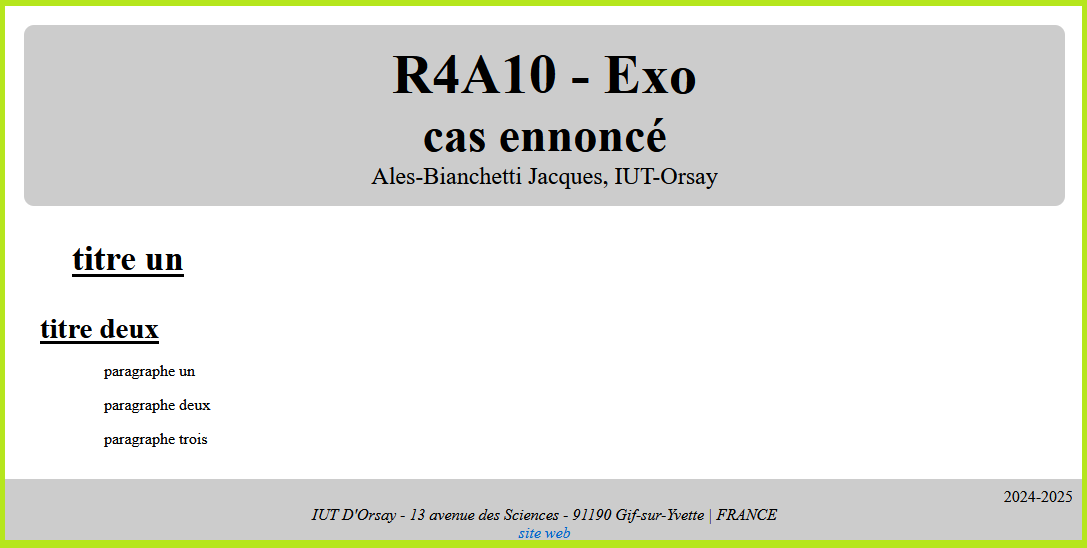 R4A10 - Exo
cas ennoncé
Ales-Bianchetti Jacques, IUT-Orsay
titre un
titre deux
paragraphe un
paragraphe deux
paragraphe trois
2024-2025
IUT D'Orsay - 13 avenue des Sciences - 91190 Gif-sur-Yvette | FRANCE
site web